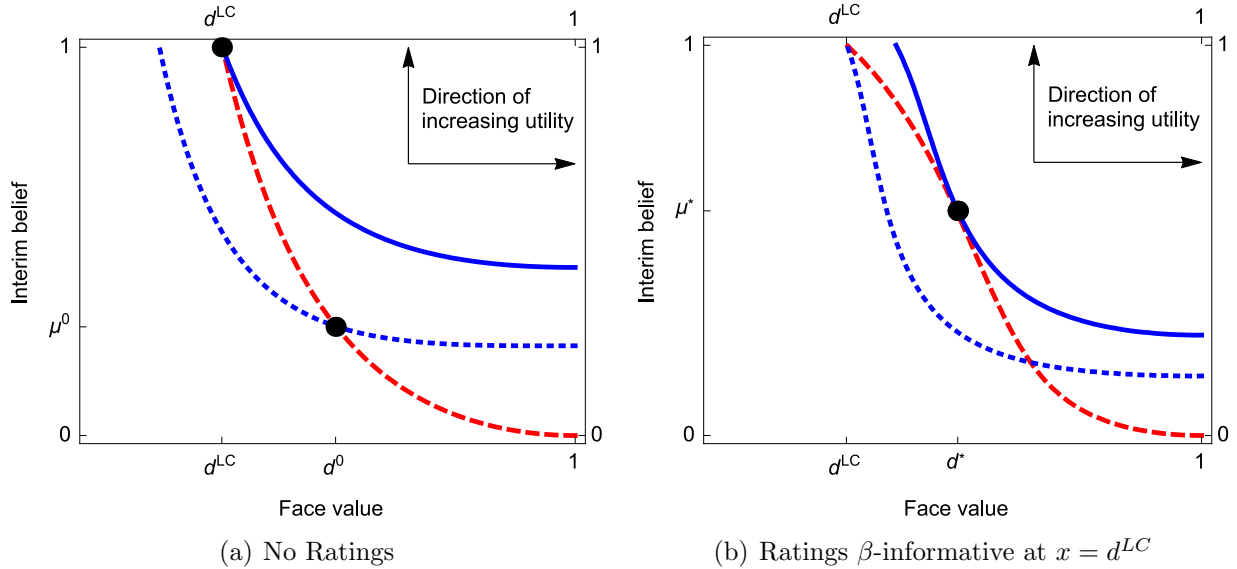 d^LC
1
1
1
Direction of
increasing utility
Interim belief
μ^0
0
0
d^LC
d^0
1
Face value
(a) No Ratings
d^LC
1
1
1
Direction of
increasing utility
Interim belief
μ^*
0
0
d^LC
d^*
1
Face value
(b) Ratings β-informative at x = d^LC